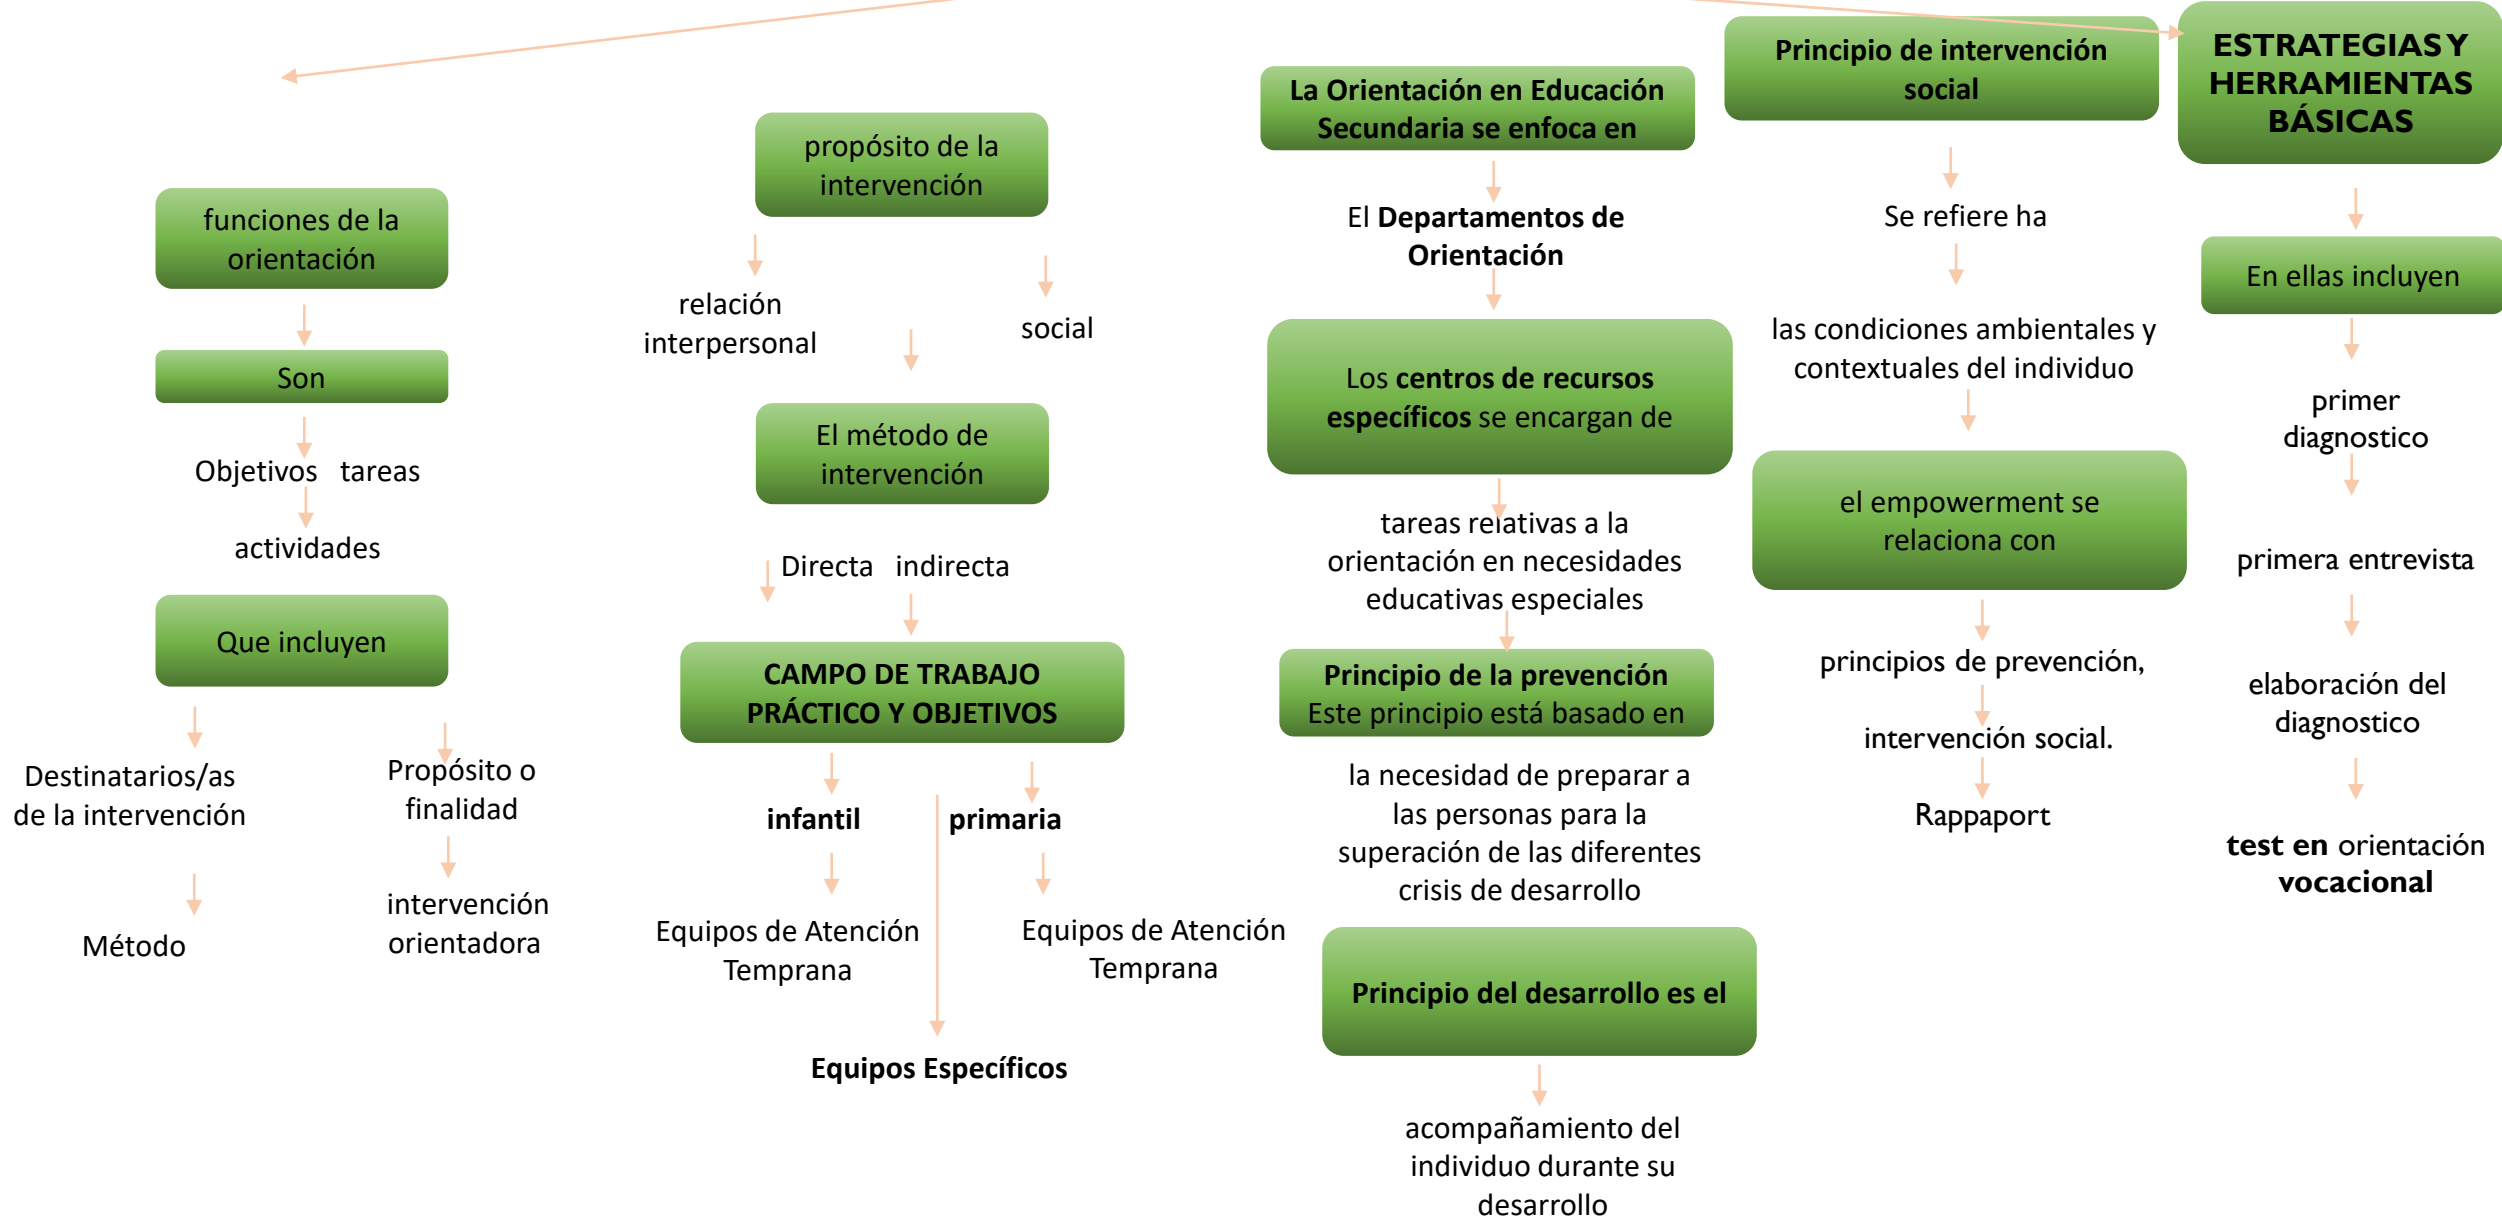 funciones de la
orientación
Son
Objetivos tareas
actividades
Que incluyen
Destinatarios/as
de la intervención
Propósito o
finalidad
Método
intervención
orientadora
propósito de la
intervención
relación
interpersonal
social
El método de
intervención
Directa indirecta
CAMPO DE TRABAJO
PRÁCTICO Y OBJETIVOS
infantil
primaria
Equipos de Atención
Temprana
Equipos de Atención
Temprana
Equipos Específicos
La Orientación en Educación
Secundaria se enfoca en
El Departamentos de
Orientación
Los centros de recursos
específicos se encargan de
tareas relativas a la
orientación en necesidades
educativas especiales
Principio de la prevención
Este principio está basado en
la necesidad de preparar a
las personas para la
superación de las diferentes
crisis de desarrollo
Principio del desarrollo es el
acompañamiento del
individuo durante su
desarrollo
Principio de intervención
social
Se refiere ha
las condiciones ambientales y
contextuales del individuo
el empowerment se
relaciona con
principios de prevención,
intervención social.
Rappaport
ESTRATEGIAS Y
HERRAMIENTAS
BÁSICAS
En ellas incluyen
primer
diagnostico
primera entrevista
elaboración del
diagnostico
test en orientación
vocacional